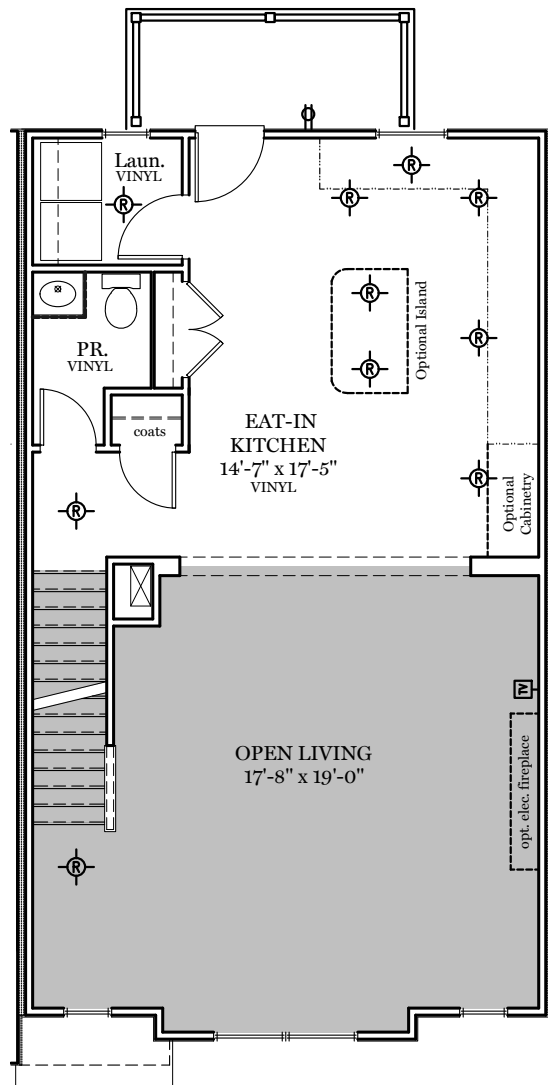 Laun.
VINYL
R
R
R
R
R
R
Optional Island
PR.
VINYL
R
R
coats
EAT-IN
KITCHEN
14'-7" x 17'-5"
VINYL
R
Optional
Cabinetry
R
TV
OPEN LIVING
17'-8" x 19'-0"
opt. elec. fireplace
R